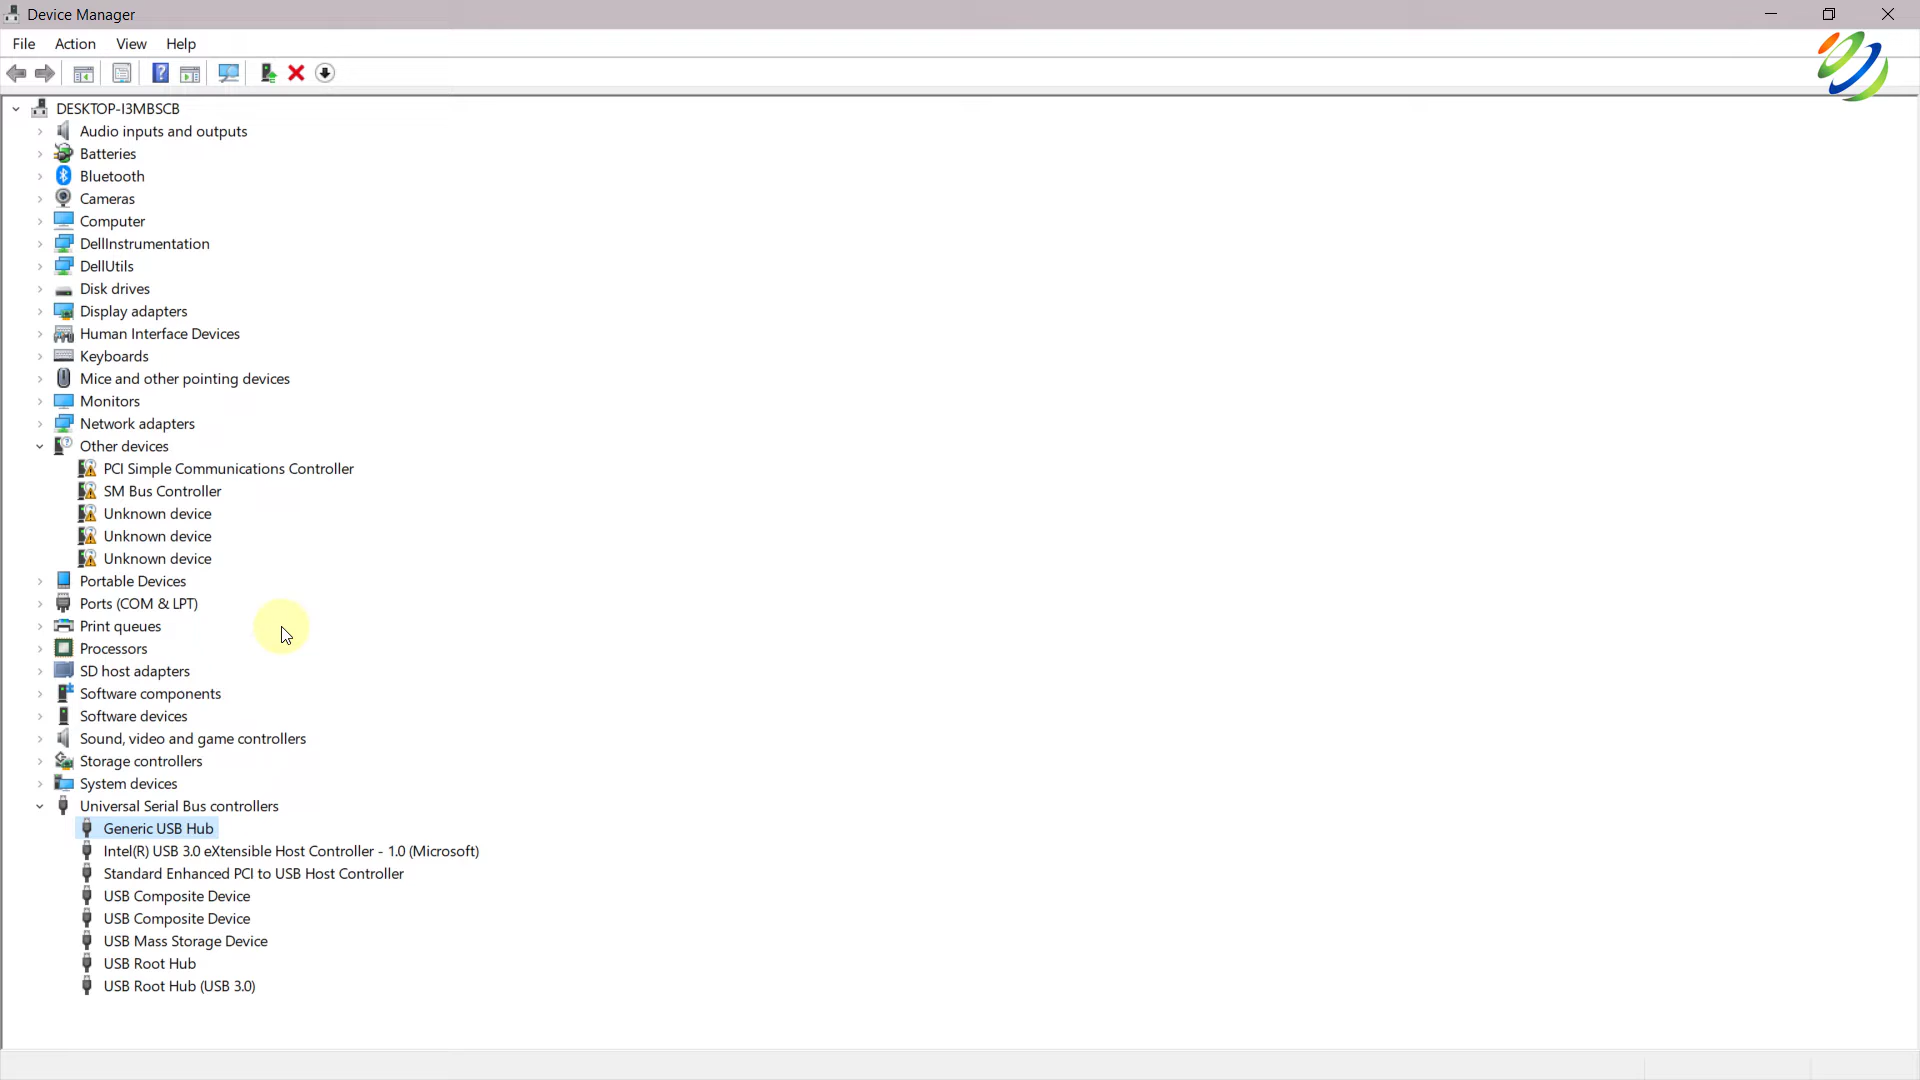 Device Manager
File Action View Help
DESKTOP-I3MBSCB
Audio inputs and outputs
Batteries
Bluetooth
Cameras
Computer
DellInstrumentation
DellUtils
Disk drives
Display adapters
Human Interface Devices
Keyboards
Mice and other pointing devices
Monitors
Network adapters
Other devices
PCI Simple Communications Controller
SM Bus Controller
Unknown device
Unknown device
Unknown device
Portable Devices
Ports (COM & LPT)
Print queues
Processors
SD host adapters
Software components
Software devices
Sound, video and game controllers
Storage controllers
System devices
Universal Serial Bus controllers
Generic USB Hub
Intel(R) USB 3.0 eXtensible Host Controller - 1.0 (Microsoft)
Standard Enhanced PCI to USB Host Controller
USB Composite Device
USB Composite Device
USB Mass Storage Device
USB Root Hub
USB Root Hub (USB 3.0)